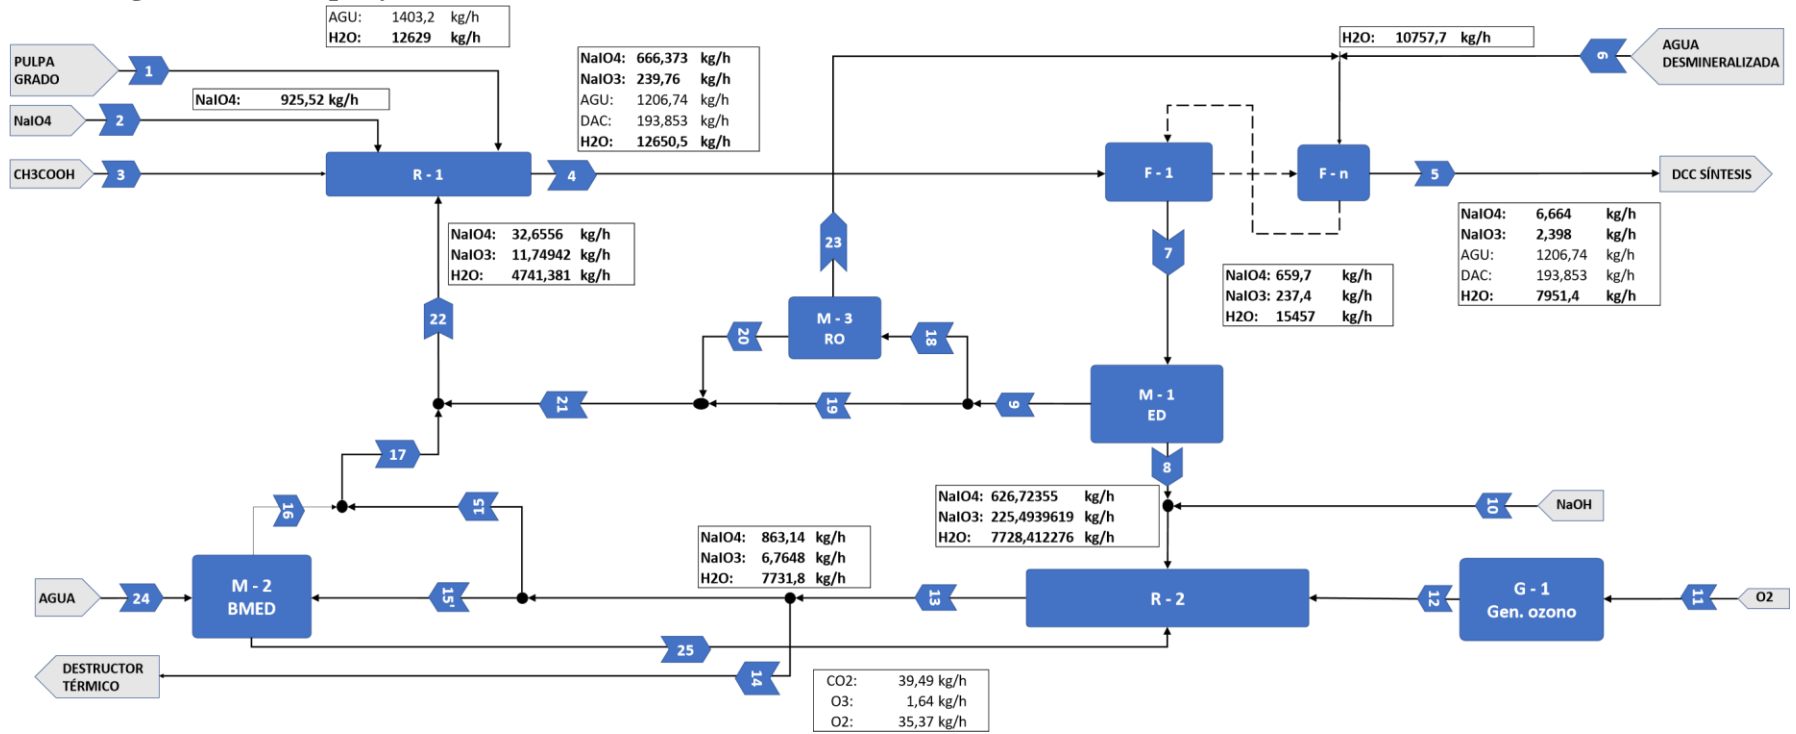 AGU: 1403,2 kg/h
H2O: 12629 kg/h
PULPA
GRADO
1
NaIO4: 925,52 kg/h
NaIO4
2
CH3COOH
3
R - 1
4
NaIO4: 666,373 kg/h
NaIO3: 239,76 kg/h
AGU: 1206,74 kg/h
DAC: 193,853 kg/h
H2O: 12650,5 kg/h
H2O: 10757,7 kg/h
6
AGUA
DESMINERALIZADA
F - 1
F - n
5
DCC SÍNTESIS
NaIO4: 6,664 kg/h
NaIO3: 2,398 kg/h
AGU: 1206,74 kg/h
DAC: 193,853 kg/h
H2O: 7951,4 kg/h
NaIO4: 32,6556 kg/h
NaIO3: 11,74942 kg/h
H2O: 4741,381 kg/h
23
7
NaIO4: 659,7 kg/h
NaIO3: 237,4 kg/h
H2O: 15457 kg/h
22
M - 3
RO
20
18
21
19
9
M - 1
ED
17
8
16
15
NaIO4: 626,72355 kg/h
NaIO3: 225,4939619 kg/h
H2O: 7728,412276 kg/h
10
NaOH
NaIO4: 863,14 kg/h
NaIO3: 6,7648 kg/h
H2O: 7731,8 kg/h
AGUA
24
M - 2
BMED
15'
13
R - 2
12
G - 1
Gen. ozono
11
O2
25
DESTRUCTOR
TÉRMICO
14
CO2: 39,49 kg/h
O3: 1,64 kg/h
O2: 35,37 kg/h